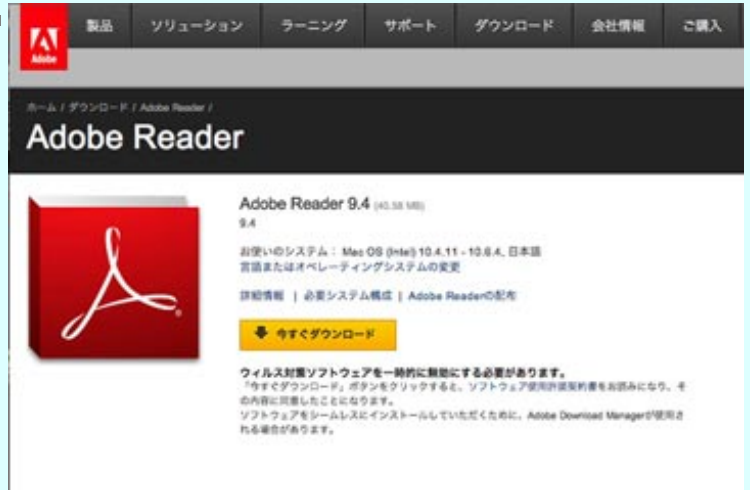 製品 ソリューション ラーニング サポート ダウンロード 会社情報 ご購入
Adobe
ホーム / ダウンロード / Adobe Reader /
Adobe Reader
Adobe Reader 9.4 (40.58 MB)
9.4
お使いのシステム： Mac OS (Intel) 10.4.11 - 10.6.4, 日本語
言語またはオペレーティングシステムの変更
詳細情報 | 必要システム構成 | Adobe Readerの配布
今すぐダウンロード
ウィルス対策ソフトウェアを一時的に無効にする必要があります。
「今すぐダウンロード」ボタンをクリックすると、ソフトウェア使用許諾契約書をお読みになり、そ
の内容に同意したことになります。
ソフトウェアをシームレスにインストールしていただくために、Adobe Download Managerが使用さ
れる場合があります。